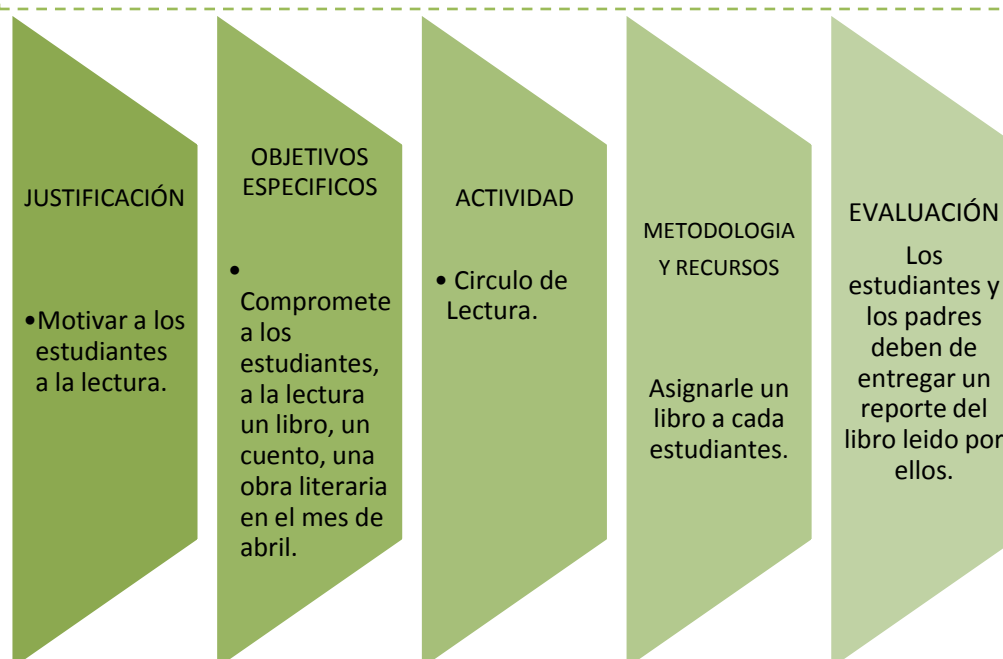 JUSTIFICACIÓN
•Motivar a los
estudiantes
a la lectura.
OBJETIVOS
ESPECIFICOS
•
Compromete
a los
estudiantes,
a la lectura
un libro, un
cuento, una
obra literaria
en el mes de
abril.
ACTIVIDAD
• Circulo de
Lectura.
METODOLOGIA
Y RECURSOS
Asignarle un
libro a cada
estudiantes.
EVALUACIÓN
Los
estudiantes y
los padres
deben de
entregar un
reporte del
libro leido por
ellos.